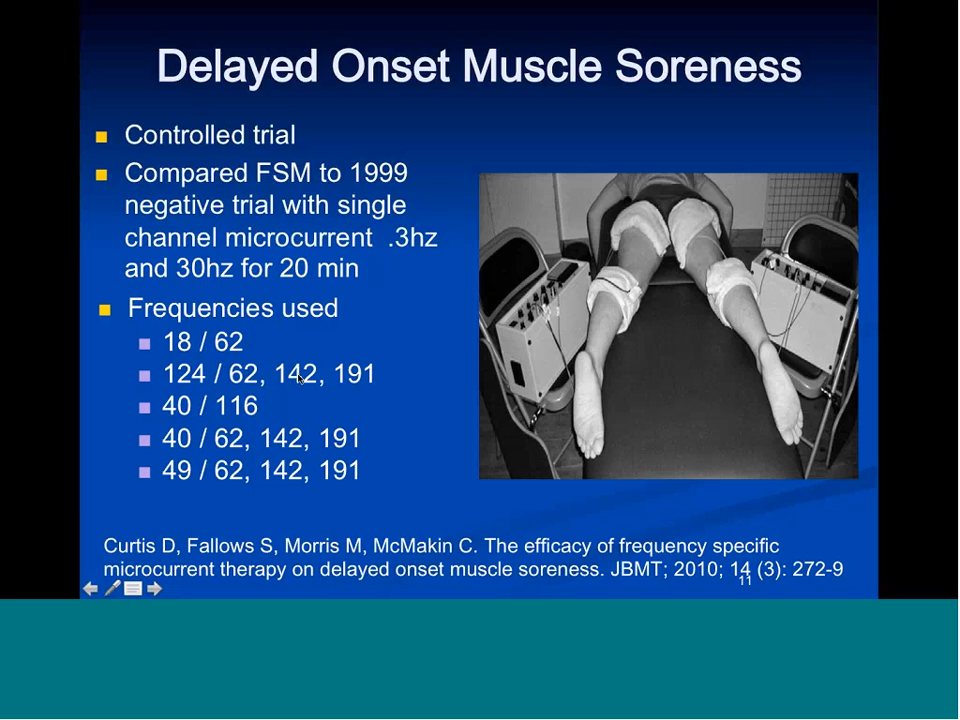 Delayed Onset Muscle Soreness
Controlled trial
Compared FSM to 1999
negative trial with single
channel microcurrent .3hz
and 30hz for 20 min
Frequencies used
18 / 62
124 / 62, 142, 191
40 / 116
40 / 62, 142, 191
49 / 62, 142, 191
Curtis D, Fallows S, Morris M, McMakin C. The efficacy of frequency specific
microcurrent therapy on delayed onset muscle soreness. JBMT; 2010; 14 (3): 272-9
11